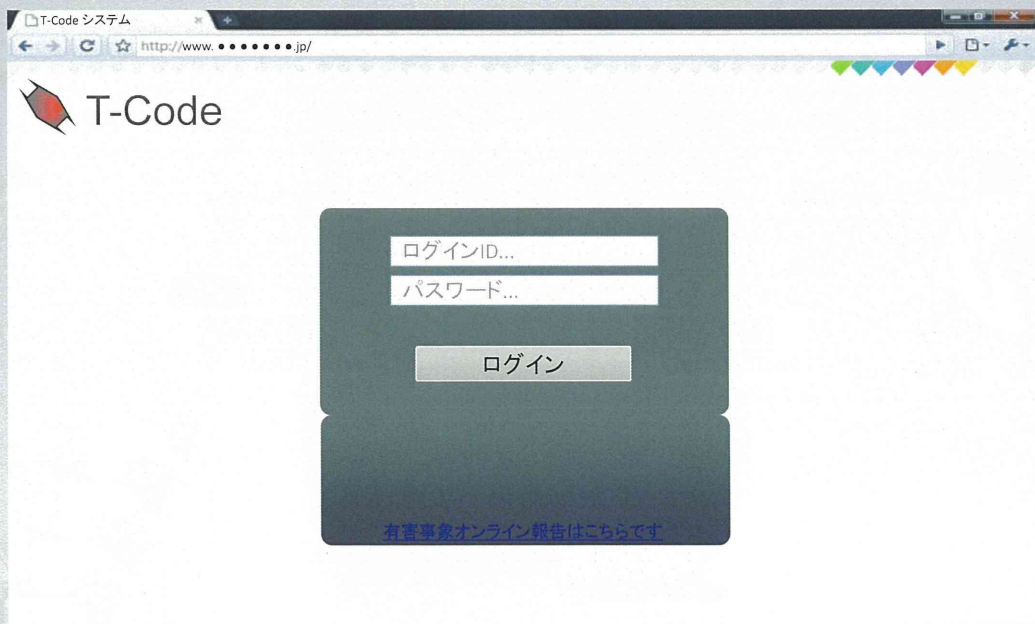 T-Code システム
http://www.●●●●●●●.jp/
T-Code
ログインID...
パスワード...
ログイン
有害事象オンライン報告はこちらです